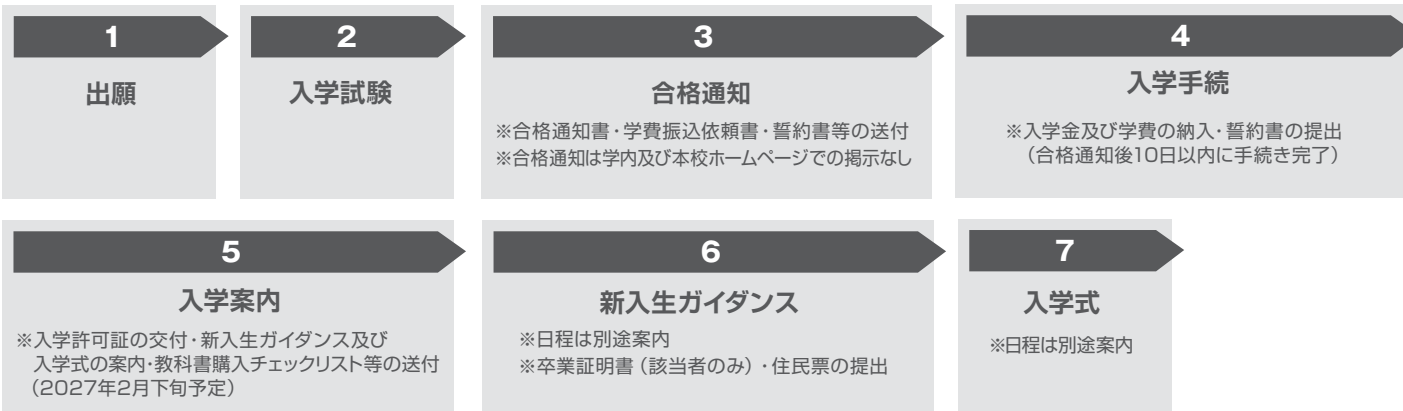 1
出願
2
入学試験
3
合格通知
※合格通知書・学費振込依頼書・誓約書等の送付
※合格通知は学内及び本校ホームページでの掲示なし
4
入学手続
※入学金及び学費の納入・誓約書の提出
（合格通知後10日以内に手続き完了）
5
入学案内
※入学許可証の交付・新入生ガイダンス及び
入学式の案内・教科書購入チェックリスト等の送付
（2027年2月下旬予定）
6
新入生ガイダンス
※日程は別途案内
※卒業証明書（該当者のみ）・住民票の提出
7
入学式
※日程は別途案内